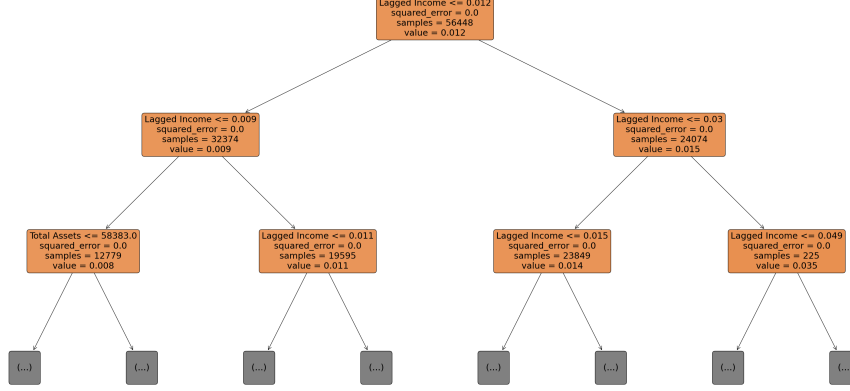 Lagged Income <= 0.012
squared_error = 0.0
samples = 56448
value = 0.012
Lagged Income <= 0.009
squared_error = 0.0
samples = 32374
value = 0.009
Lagged Income <= 0.03
squared_error = 0.0
samples = 24074
value = 0.015
Total Assets <= 58383.0
squared_error = 0.0
samples = 12779
value = 0.008
Lagged Income <= 0.011
squared_error = 0.0
samples = 19595
value = 0.011
Lagged Income <= 0.015
squared_error = 0.0
samples = 23849
value = 0.014
Lagged Income <= 0.049
squared_error = 0.0
samples = 225
value = 0.035
(...)
(...)
(...)
(...)
(...)
(...)
(...)
(...